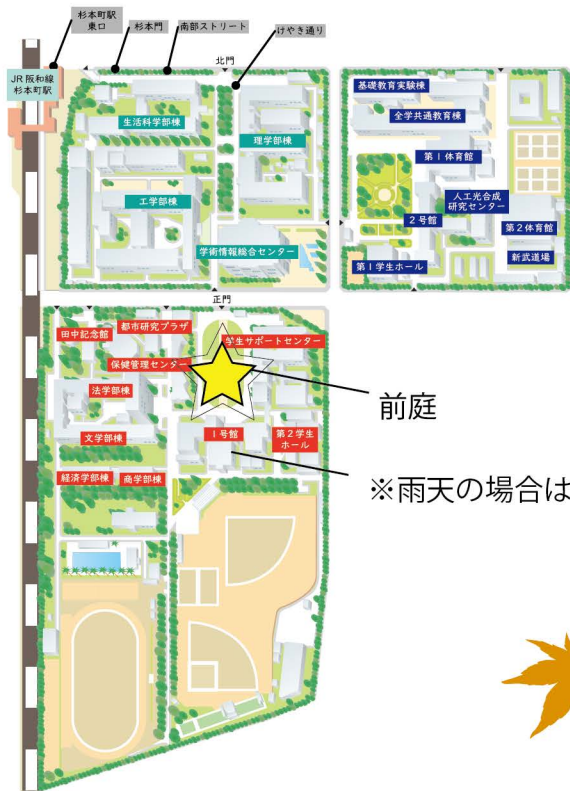 杉本町駅
東口
杉本門
南部ストリート
けやき通り
北門
JR 阪和線
杉本町駅
生活科学部棟
理学部棟
工学部棟
学術情報総合センター
基礎教育実験棟
全学共通教育棟
第1体育館
人工光合成
研究センター
2号館
第2体育館
新武道場
第1学生ホール
正門
田中記念館
都市研究プラザ
学生サポートセンター
保健管理センター
法学部棟
文学部棟
1号館
第2学生
ホール
経済学部棟
商学部棟
前庭
※雨天の場合は